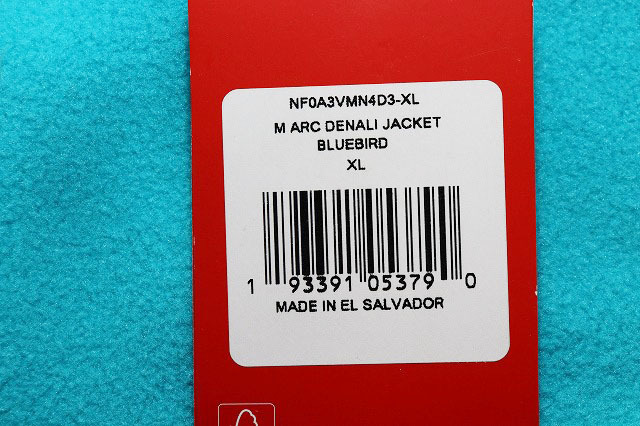 NF0A3VMN4D3-XL
M ARC DENALI JACKET
BLUEBIRD
XL
1 93391 05379 0
MADE IN EL SALVADOR